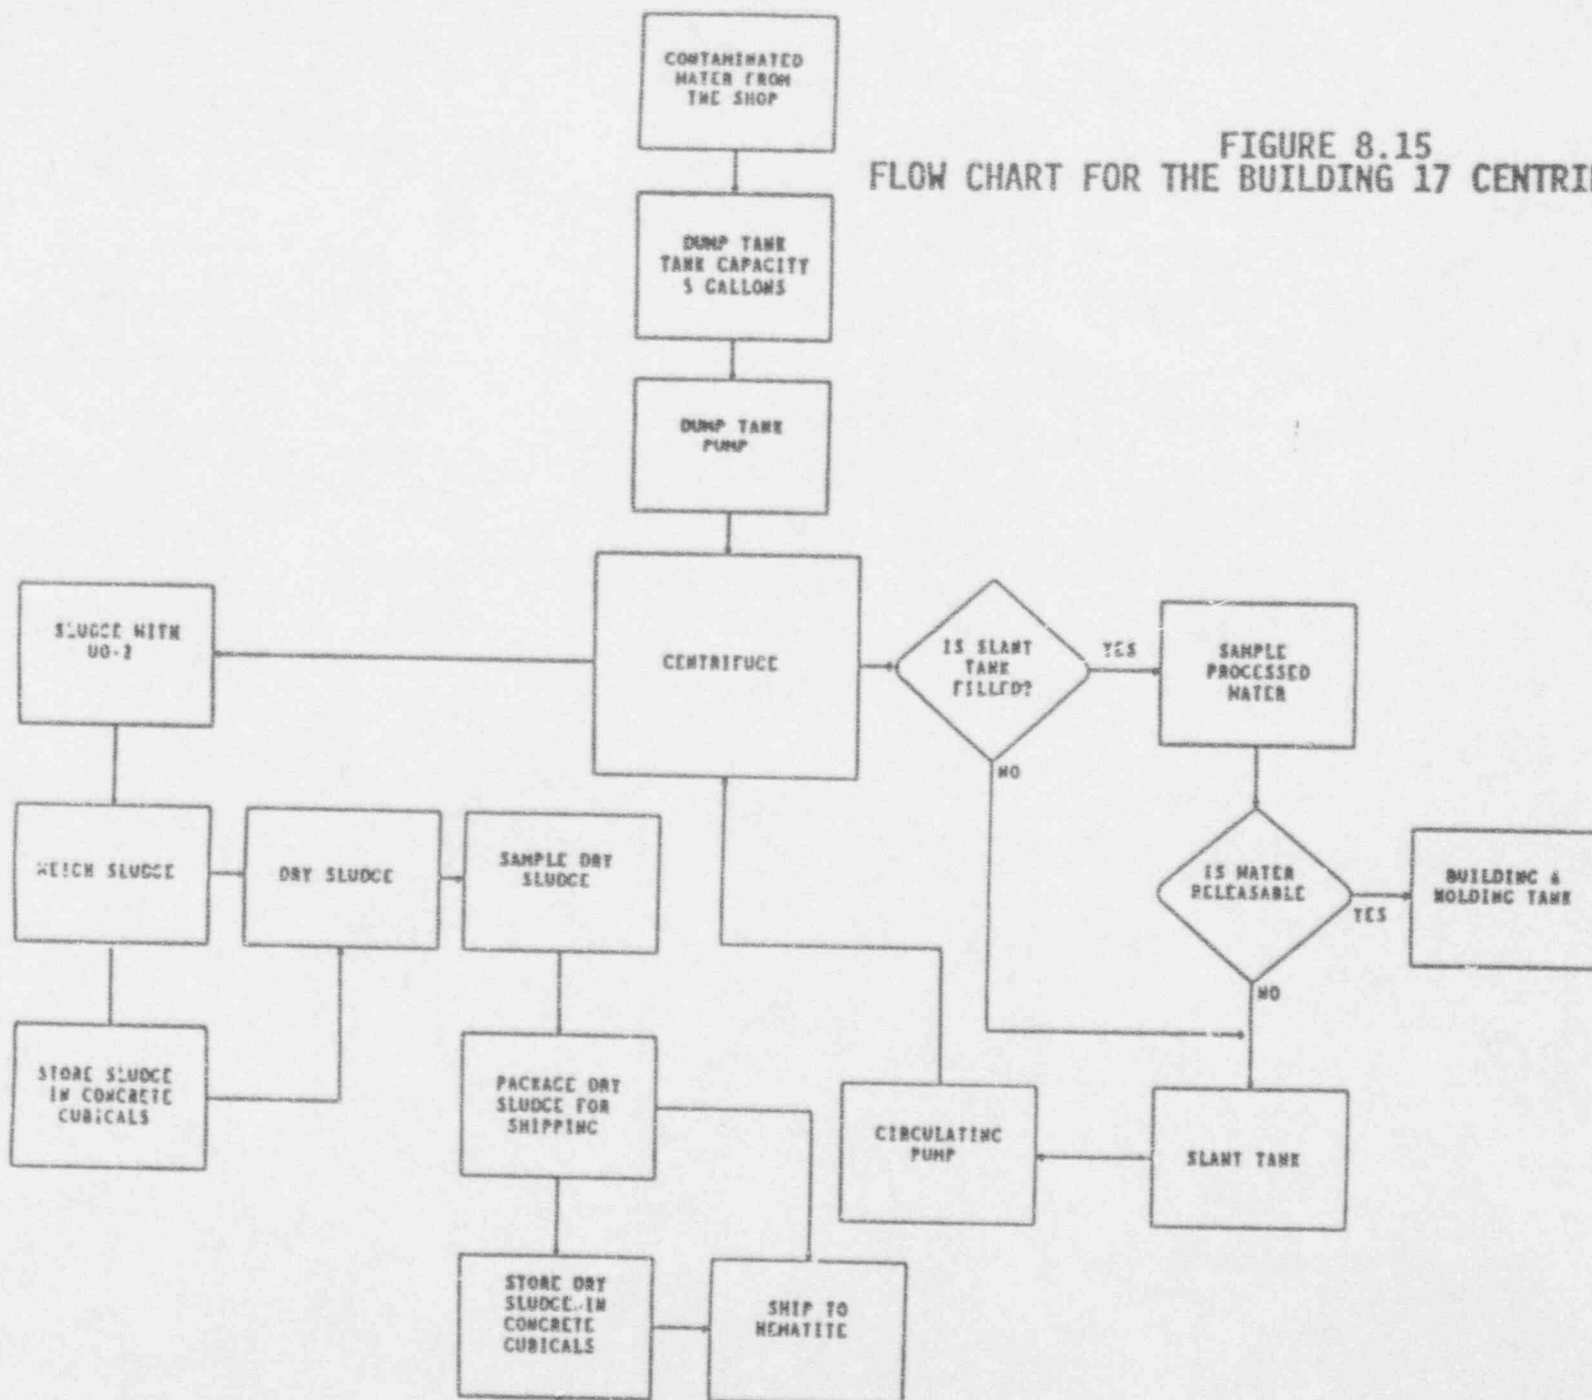 CONTAMINATED
WATER FROM
THE SHOP
FIGURE 8.15
FLOW CHART FOR THE BUILDING 17 CENTRI
DUMP TANK
TANK CAPACITY
5 GALLONS
DUMP TANK
PUMP
SLUDGE WITH
UO-2
CENTRIFUGE
IS SLANT
TANK
FILLED?
YES
SAMPLE
PROCESSED
WATER
NO
WEIGH SLUDGE
DRY SLUDGE
SAMPLE DRY
SLUDGE
IS WATER
RELEASABLE
YES
BUILDING 6
HOLDING TANK
NO
STORE SLUDGE
IN CONCRETE
CUBICALS
PACKAGE DRY
SLUDGE FOR
SHIPPING
CIRCULATING
PUMP
SLANT TANK
STORE DRY
SLUDGE IN
CONCRETE
CUBICALS
SHIP TO
HEMATITE